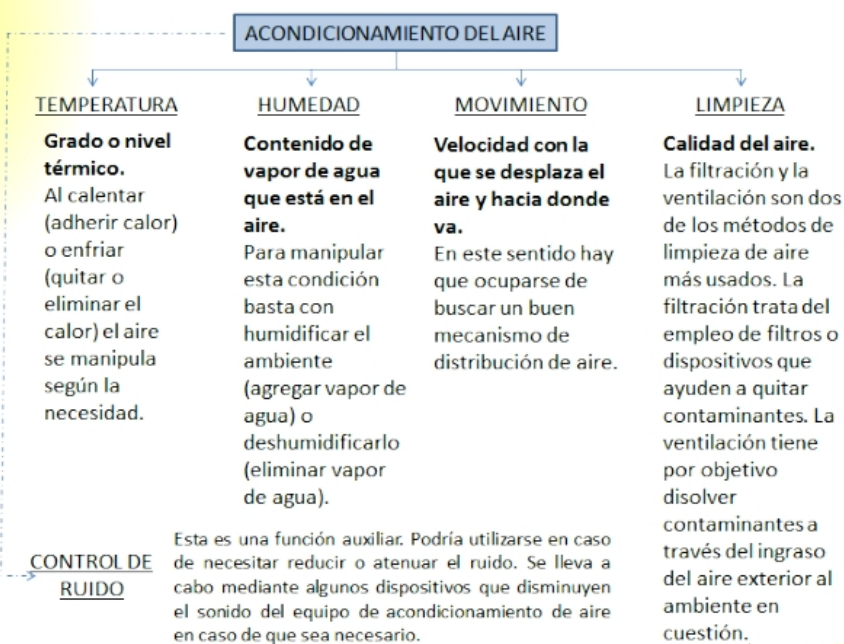 ACONDICIONAMIENTO DEL AIRE
TEMPERATURA
Grado o nivel
térmico.
Al calentar
(adherir calor)
o enfriar
(quitar o
eliminar el
calor) el aire
se manipula
según la
necesidad.
HUMEDAD
Contenido de
vapor de agua
que está en el
aire.
Para manipular
esta condición
basta con
humidificar el
ambiente
(agregar vapor de
agua) o
deshumidificarlo
(eliminar vapor
de agua).
MOVIMIENTO
Velocidad con la
que se desplaza el
aire y hacia donde
va.
En este sentido hay
que ocuparse de
buscar un buen
mecanismo de
distribución de aire.
LIMPIEZA
Calidad del aire.
La filtración y la
ventilación son dos
de los métodos de
limpieza de aire
más usados. La
filtración trata del
empleo de filtros o
dispositivos que
ayuden a quitar
contaminantes. La
ventilación tiene
por objetivo
disolver
contaminantes a
través del ingraso
del aire exterior al
ambiente en
cuestión.
CONTROL DE
RUIDO
Esta es una función auxiliar. Podría utilizarse en caso
de necesitar reducir o atenuar el ruido. Se lleva a
cabo mediante algunos dispositivos que disminuyen
el sonido del equipo de acondicionamiento de aire
en caso de que sea necesario.